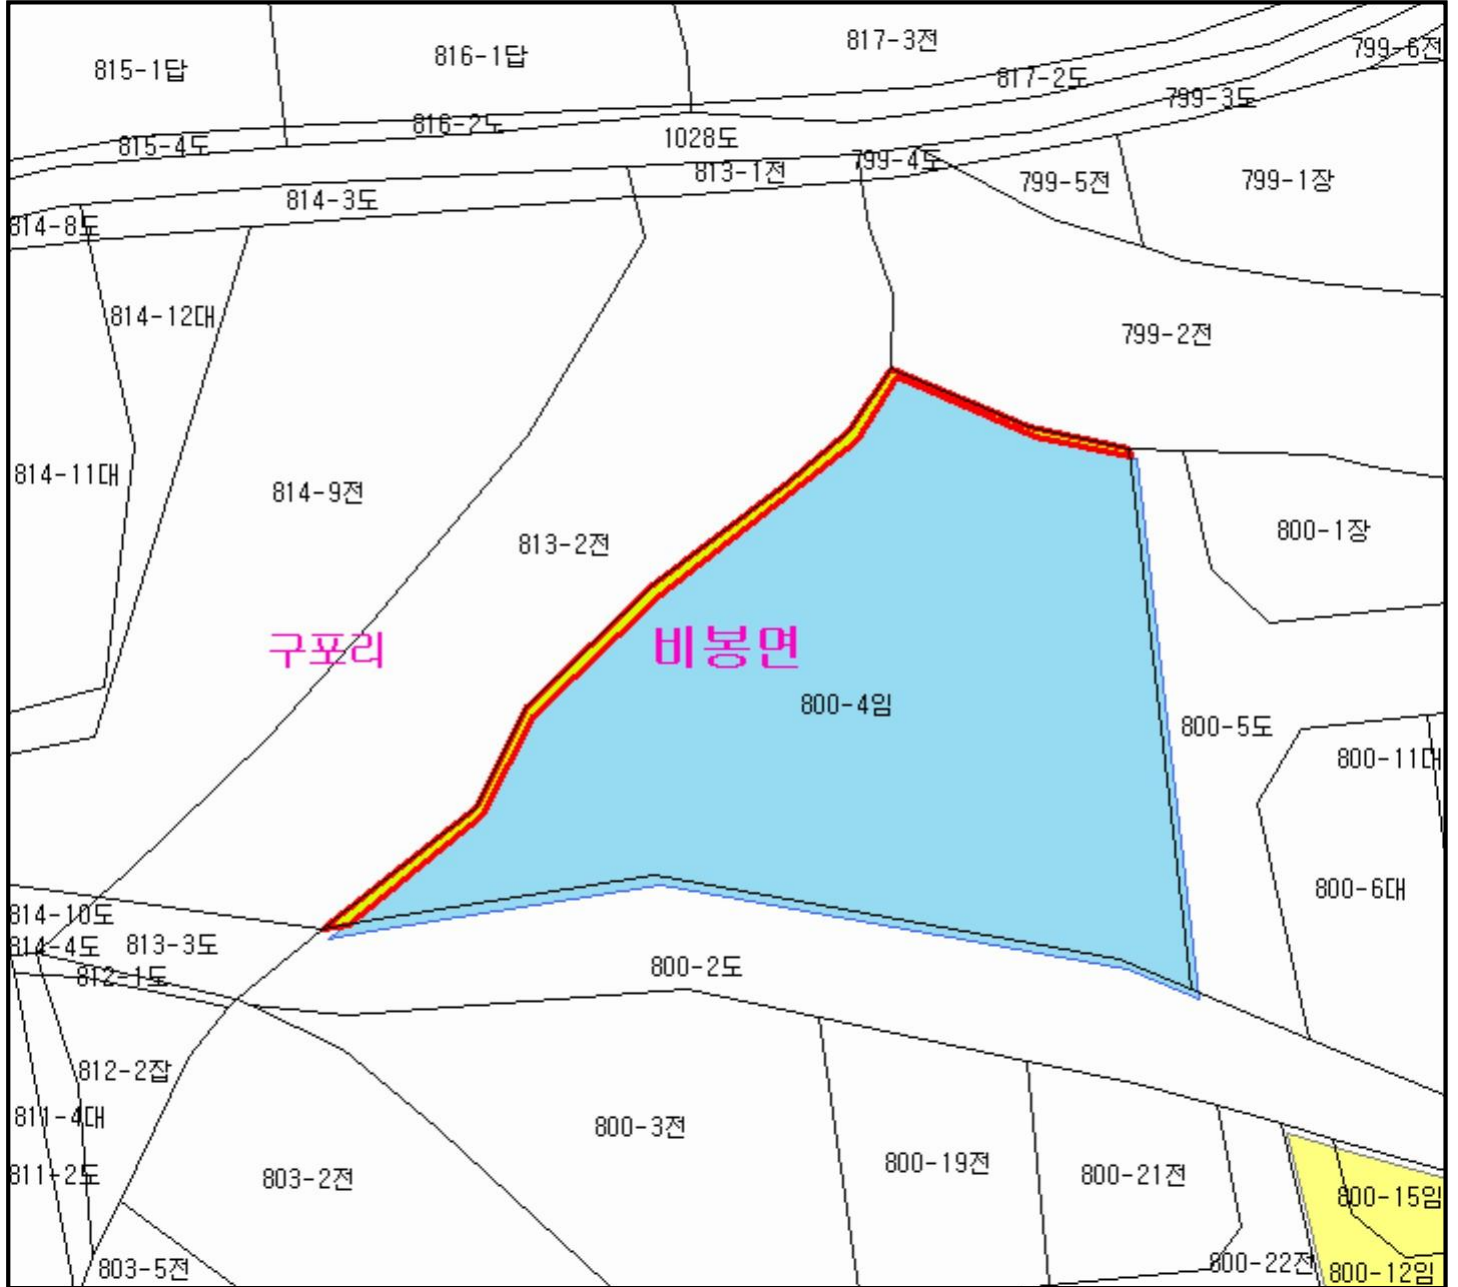 817-3전
799-6전
816-1답
815-1답
817-2도
799-3도
816-2도
1028도
815-4도
799-4도
813-1전
799-5전
799-1장
814-3도
814-8도
814-12대
799-2전
814-11대
814-9전
800-1장
813-2전
구포리
비봉면
800-4임
800-5도
800-11대
800-6대
814-10도
814-4도
813-3도
812-1도
800-2도
812-2잡
811-4대
800-3전
800-19전
800-21전
811-2도
803-2전
800-15임
803-5전
800-22전
800-12임